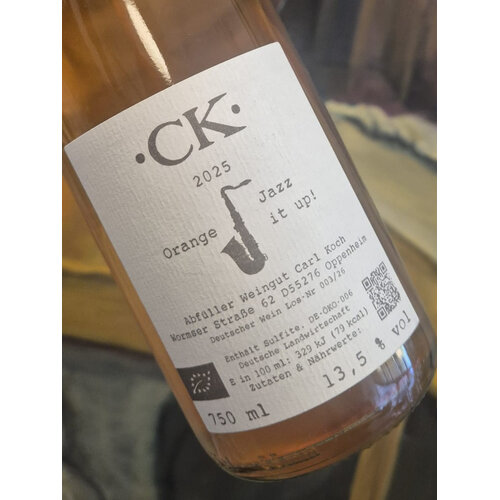 ·CK·
2025
Orange Jazz
it up!
Abfüller Weingut Carl Koch
Wormser Straße 62 D55276 Oppenheim
Deutscher Wein Los-Nr 003/26
Enthält Sulfite, DE-ÖKO-006
Deutsche Landwirtschaft
E in 100 ml: 329 kJ (79 kcal)
Zutaten & Nährwerte:
750 ml 13,5 % vol